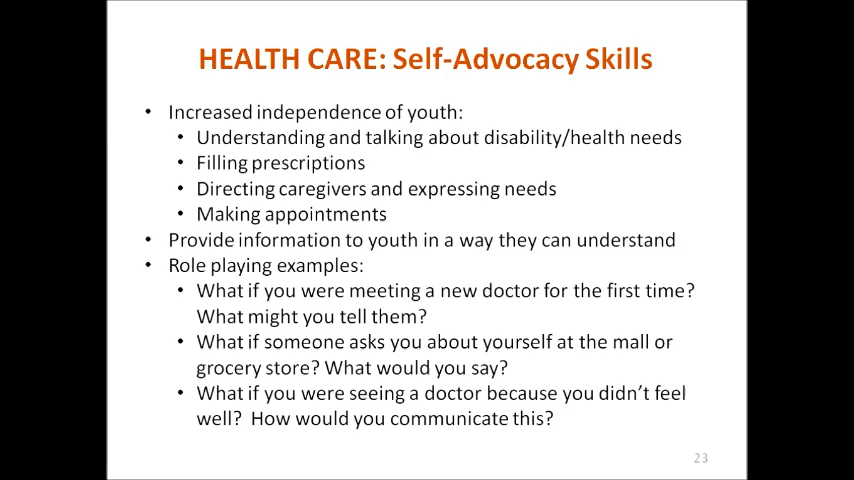 HEALTH CARE: Self-Advocacy Skills
• Increased independence of youth:
• Understanding and talking about disability/health needs
• Filling prescriptions
• Directing caregivers and expressing needs
• Making appointments
• Provide information to youth in a way they can understand
• Role playing examples:
• What if you were meeting a new doctor for the first time?
What might you tell them?
• What if someone asks you about yourself at the mall or
grocery store? What would you say?
• What if you were seeing a doctor because you didn't feel
well?  How would you communicate this?
23